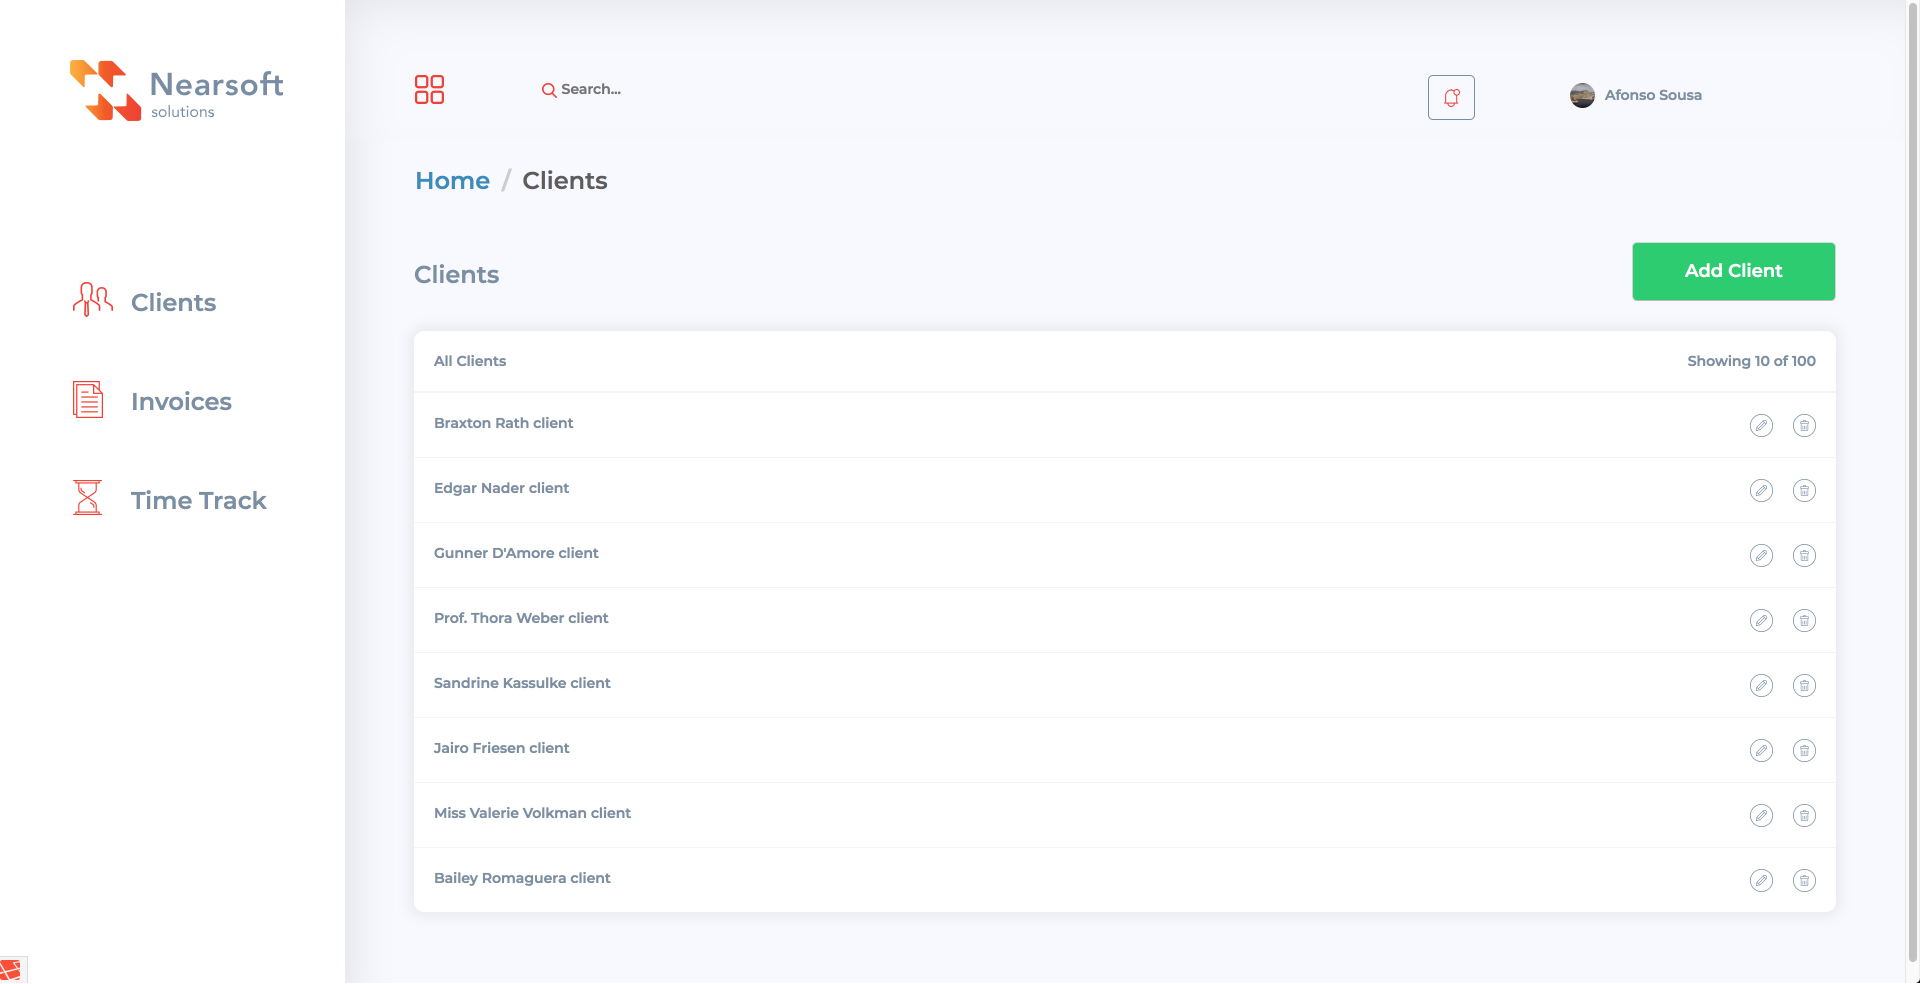 Nearsoft
solutions
Search...
Afonso Sousa
Home / Clients
Clients
Invoices
Time Track
Clients
Add Client
All Clients
Showing 10 of 100
Braxton Rath client
Edgar Nader client
Gunner D'Amore client
Prof. Thora Weber client
Sandrine Kassulke client
Jairo Friesen client
Miss Valerie Volkman client
Bailey Romaguera client